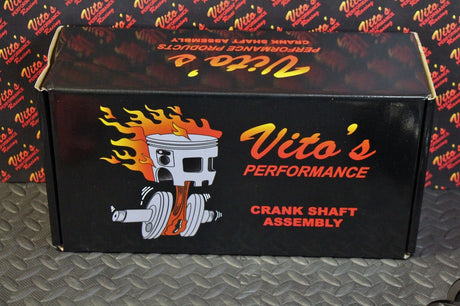 Vito's
PERFORMANCE PRODUCTS
CRANK SHAFT ASSEMBLY
Vito's
PERFORMANCE
CRANK SHAFT
ASSEMBLY